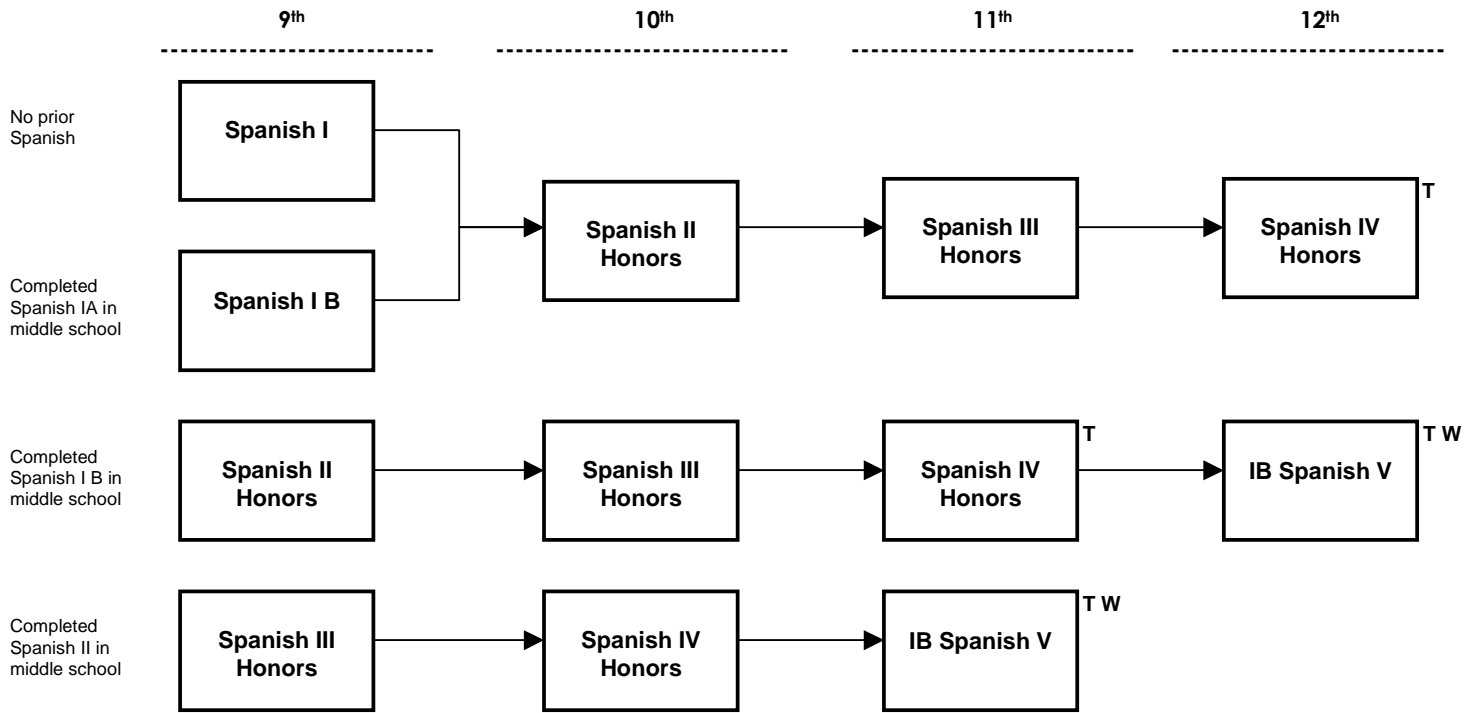 9th
10th
11th
12th
No prior
Spanish
Spanish I
Spanish II
Honors
Spanish III
Honors
Spanish IV
Honors
T
Completed
Spanish IA in
middle school
Spanish I B
Completed
Spanish I B in
middle school
Spanish II
Honors
Spanish III
Honors
Spanish IV
Honors
T
IB Spanish V
T W
Completed
Spanish II in
middle school
Spanish III
Honors
Spanish IV
Honors
IB Spanish V
T W